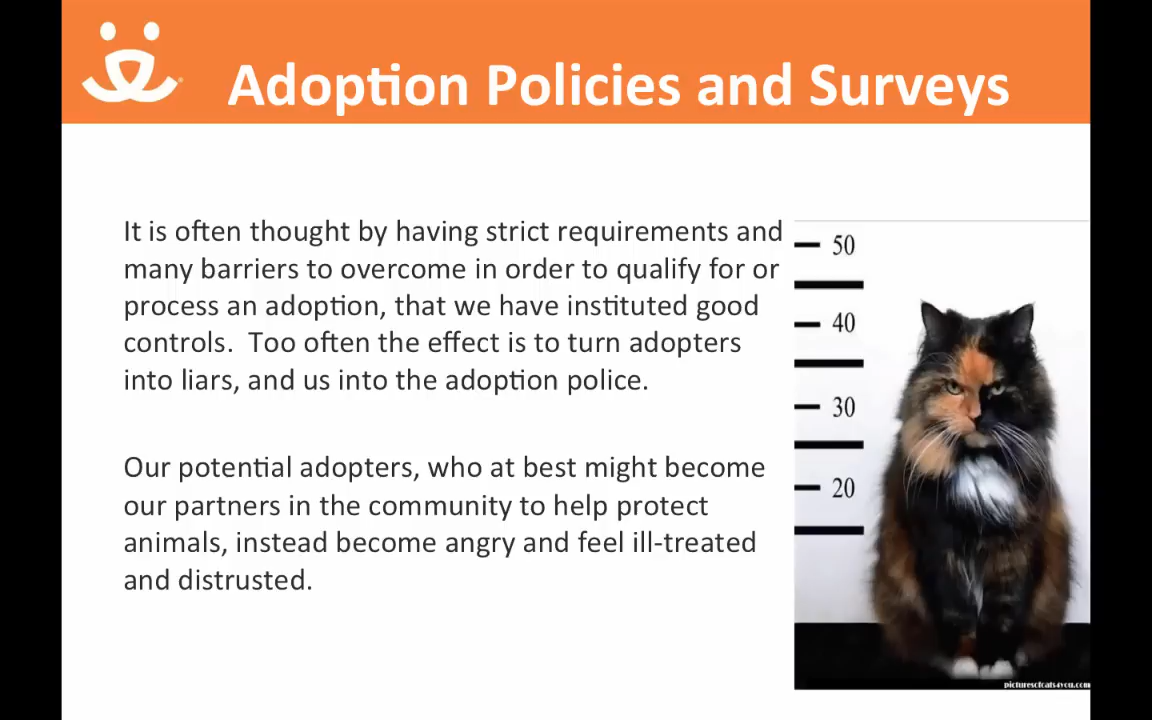 Adoption Policies and Surveys
It is often thought by having strict requirements and
many barriers to overcome in order to qualify for or
process an adoption, that we have instituted good
controls.  Too often the effect is to turn adopters
into liars, and us into the adoption police.
Our potential adopters, who at best might become
our partners in the community to help protect
animals, instead become angry and feel ill-treated
and distrusted.
50
40
30
20
picturesofcats4you.com